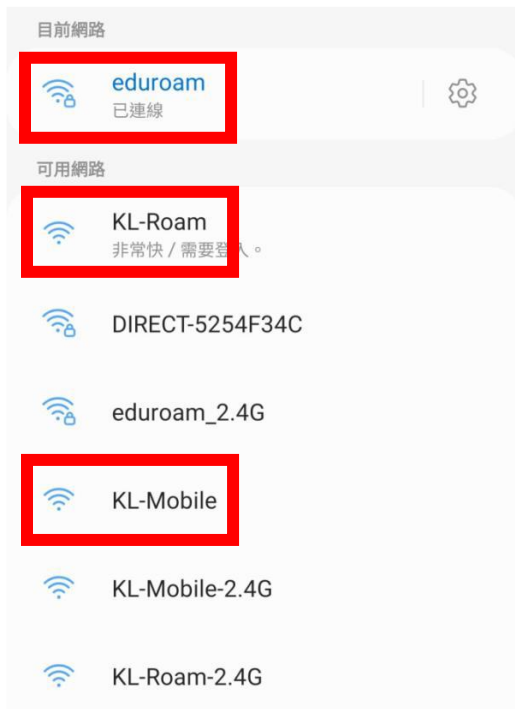 目前網路
eduroam
已連線
可用網路
KL-Roam
非常快 / 需要登入。
DIRECT-5254F34C
eduroam_2.4G
KL-Mobile
KL-Mobile-2.4G
KL-Roam-2.4G